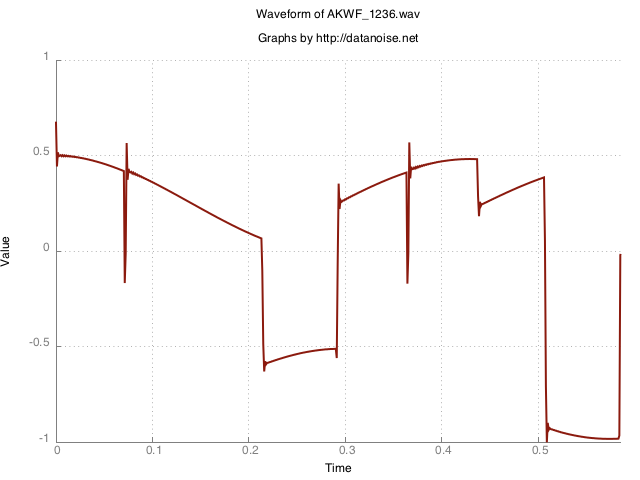 Waveform of AKWF_1236.wav
Graphs by http://datanoise.net
1
0.5
0
-0.5
-1
Value
0 0.1 0.2 0.3 0.4 0.5
Time